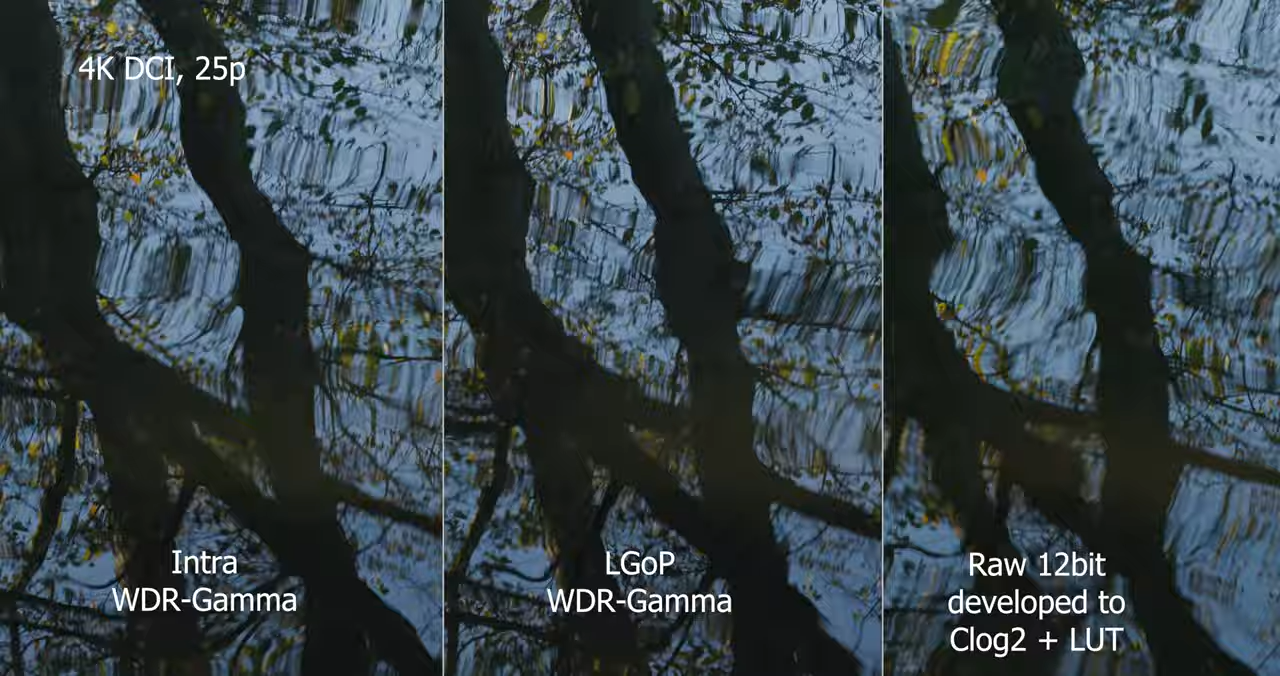 4K DCI, 25p
Intra
WDR-Gamma
LGoP
WDR-Gamma
Raw 12bit
developed to
Clog2 + LUT